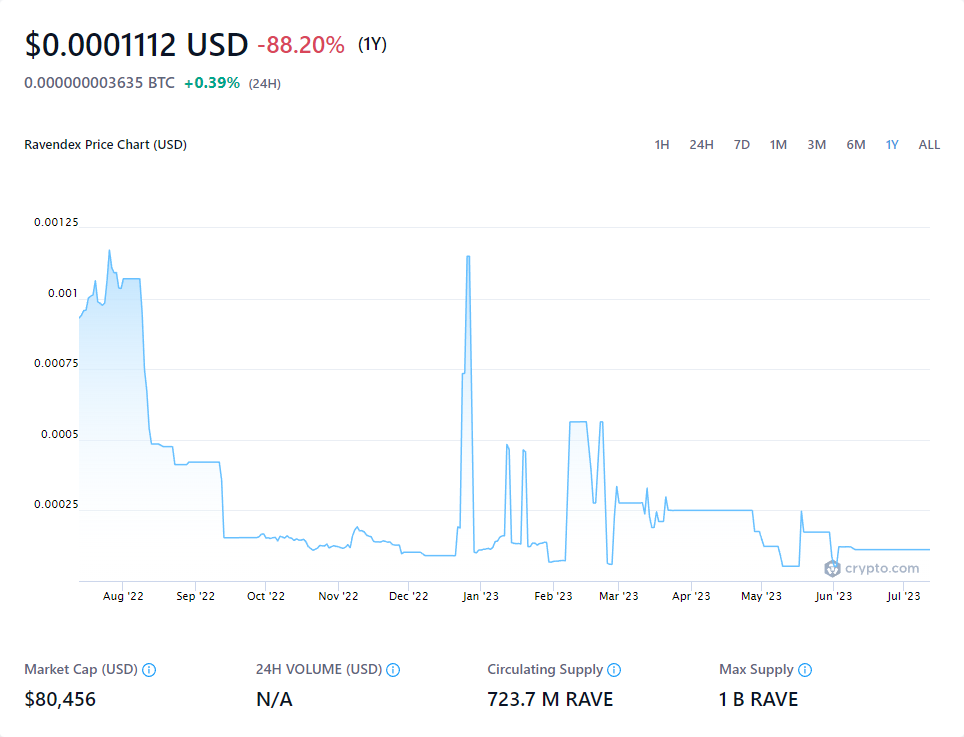 $0.0001112 USD -88.20% (1Y)
0.000000003635 BTC +0.39% (24H)
Ravendex Price Chart (USD) 1H 24H 7D 1M 3M 6M 1Y ALL
0.00125
0.001
0.00075
0.0005
0.00025
crypto.com
Aug '22 Sep '22 Oct '22 Nov '22 Dec '22 Jan '23 Feb '23 Mar '23 Apr '23 May '23 Jun '23 Jul '23
Market Cap (USD) 24H VOLUME (USD) Circulating Supply Max Supply
$80,456 N/A 723.7 M RAVE 1 B RAVE